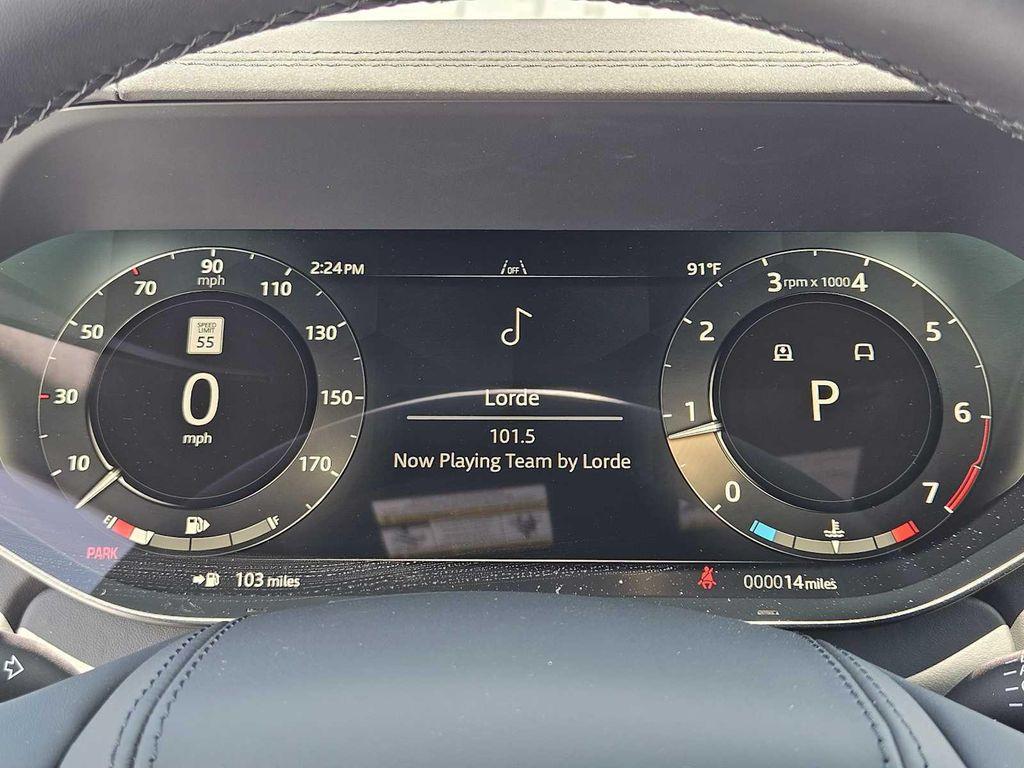 90
mph
70
110
50
130
30
150
10
170
SPEED
LIMIT
55
0
mph
E
F
PARK
103 miles
2:24 PM
OFF
91°F
Lorde
101.5
Now Playing Team by Lorde
3 rpm x 1000 4
2
5
1
6
0
7
P
000014 miles